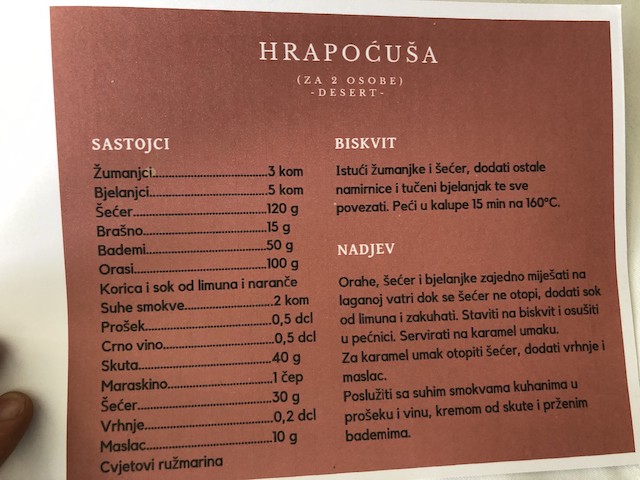 HRAPOĆUŠA
(ZA 2 OSOBE)
-DESERT-
SASTOJCI
Žumanjci..................................3 kom
Bjelanjci...................................5 kom
Šećer.................................120 g
Brašno...............................15 g
Bademi..............................50 g
Orasi................................100 g
Korica i sok od limuna i naranče
Suhe smokve.....................2 kom
Prošek...............................0,5 dcl
Crno vino...........................0,5 dcl
Skuta.................................40 g
Maraskino..........................1 čep
Šećer.................................30 g
Vrhnje................................0,2 dcl
Maslac...............................10 g
Cvjetovi ružmarina
BISKVIT
Istući žumanjke i šećer, dodati ostale
namirnice i tučeni bjelanjak te sve
povezati. Peći u kalupe 15 min na 160°C.
NADJEV
Orahe, šećer i bjelanjke zajedno miješati na
laganoj vatri dok se šećer ne otopi, dodati sok
od limuna i zakuhati. Staviti na biskvit i osušiti
u pećnici. Servirati na karamel umaku.
Za karamel umak otopiti šećer, dodati vrhnje i
maslac.
Poslužiti sa suhim smokvama kuhanima u
prošeku i vinu, kremom od skute i prženim
bademima.